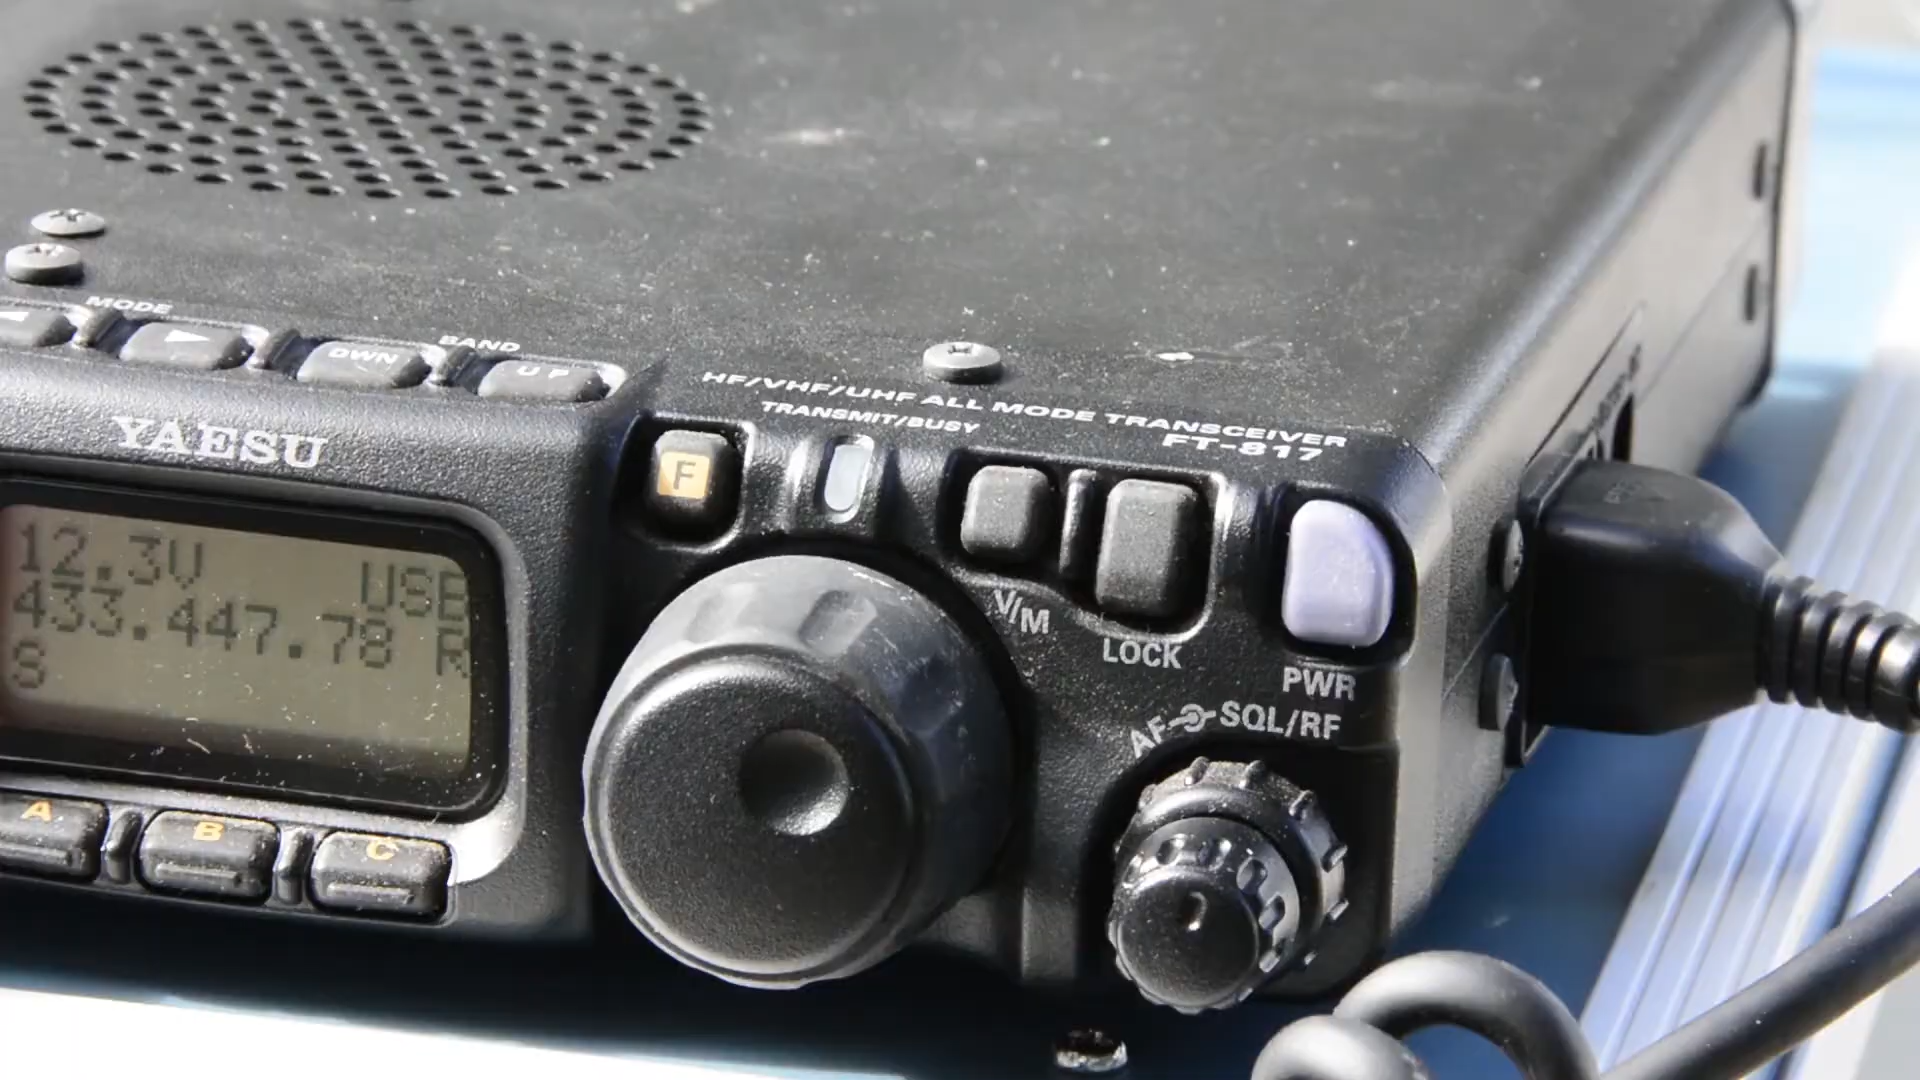 MODE
BAND
◀ ▶ DWN UP
HF/VHF/UHF ALL MODE TRANSCEIVER
FT-817
TRANSMIT/BUSY
YAESU
F
12.3V USB
433.447.78 R
S
V/M
LOCK
PWR
AF SQL/RF
A B C